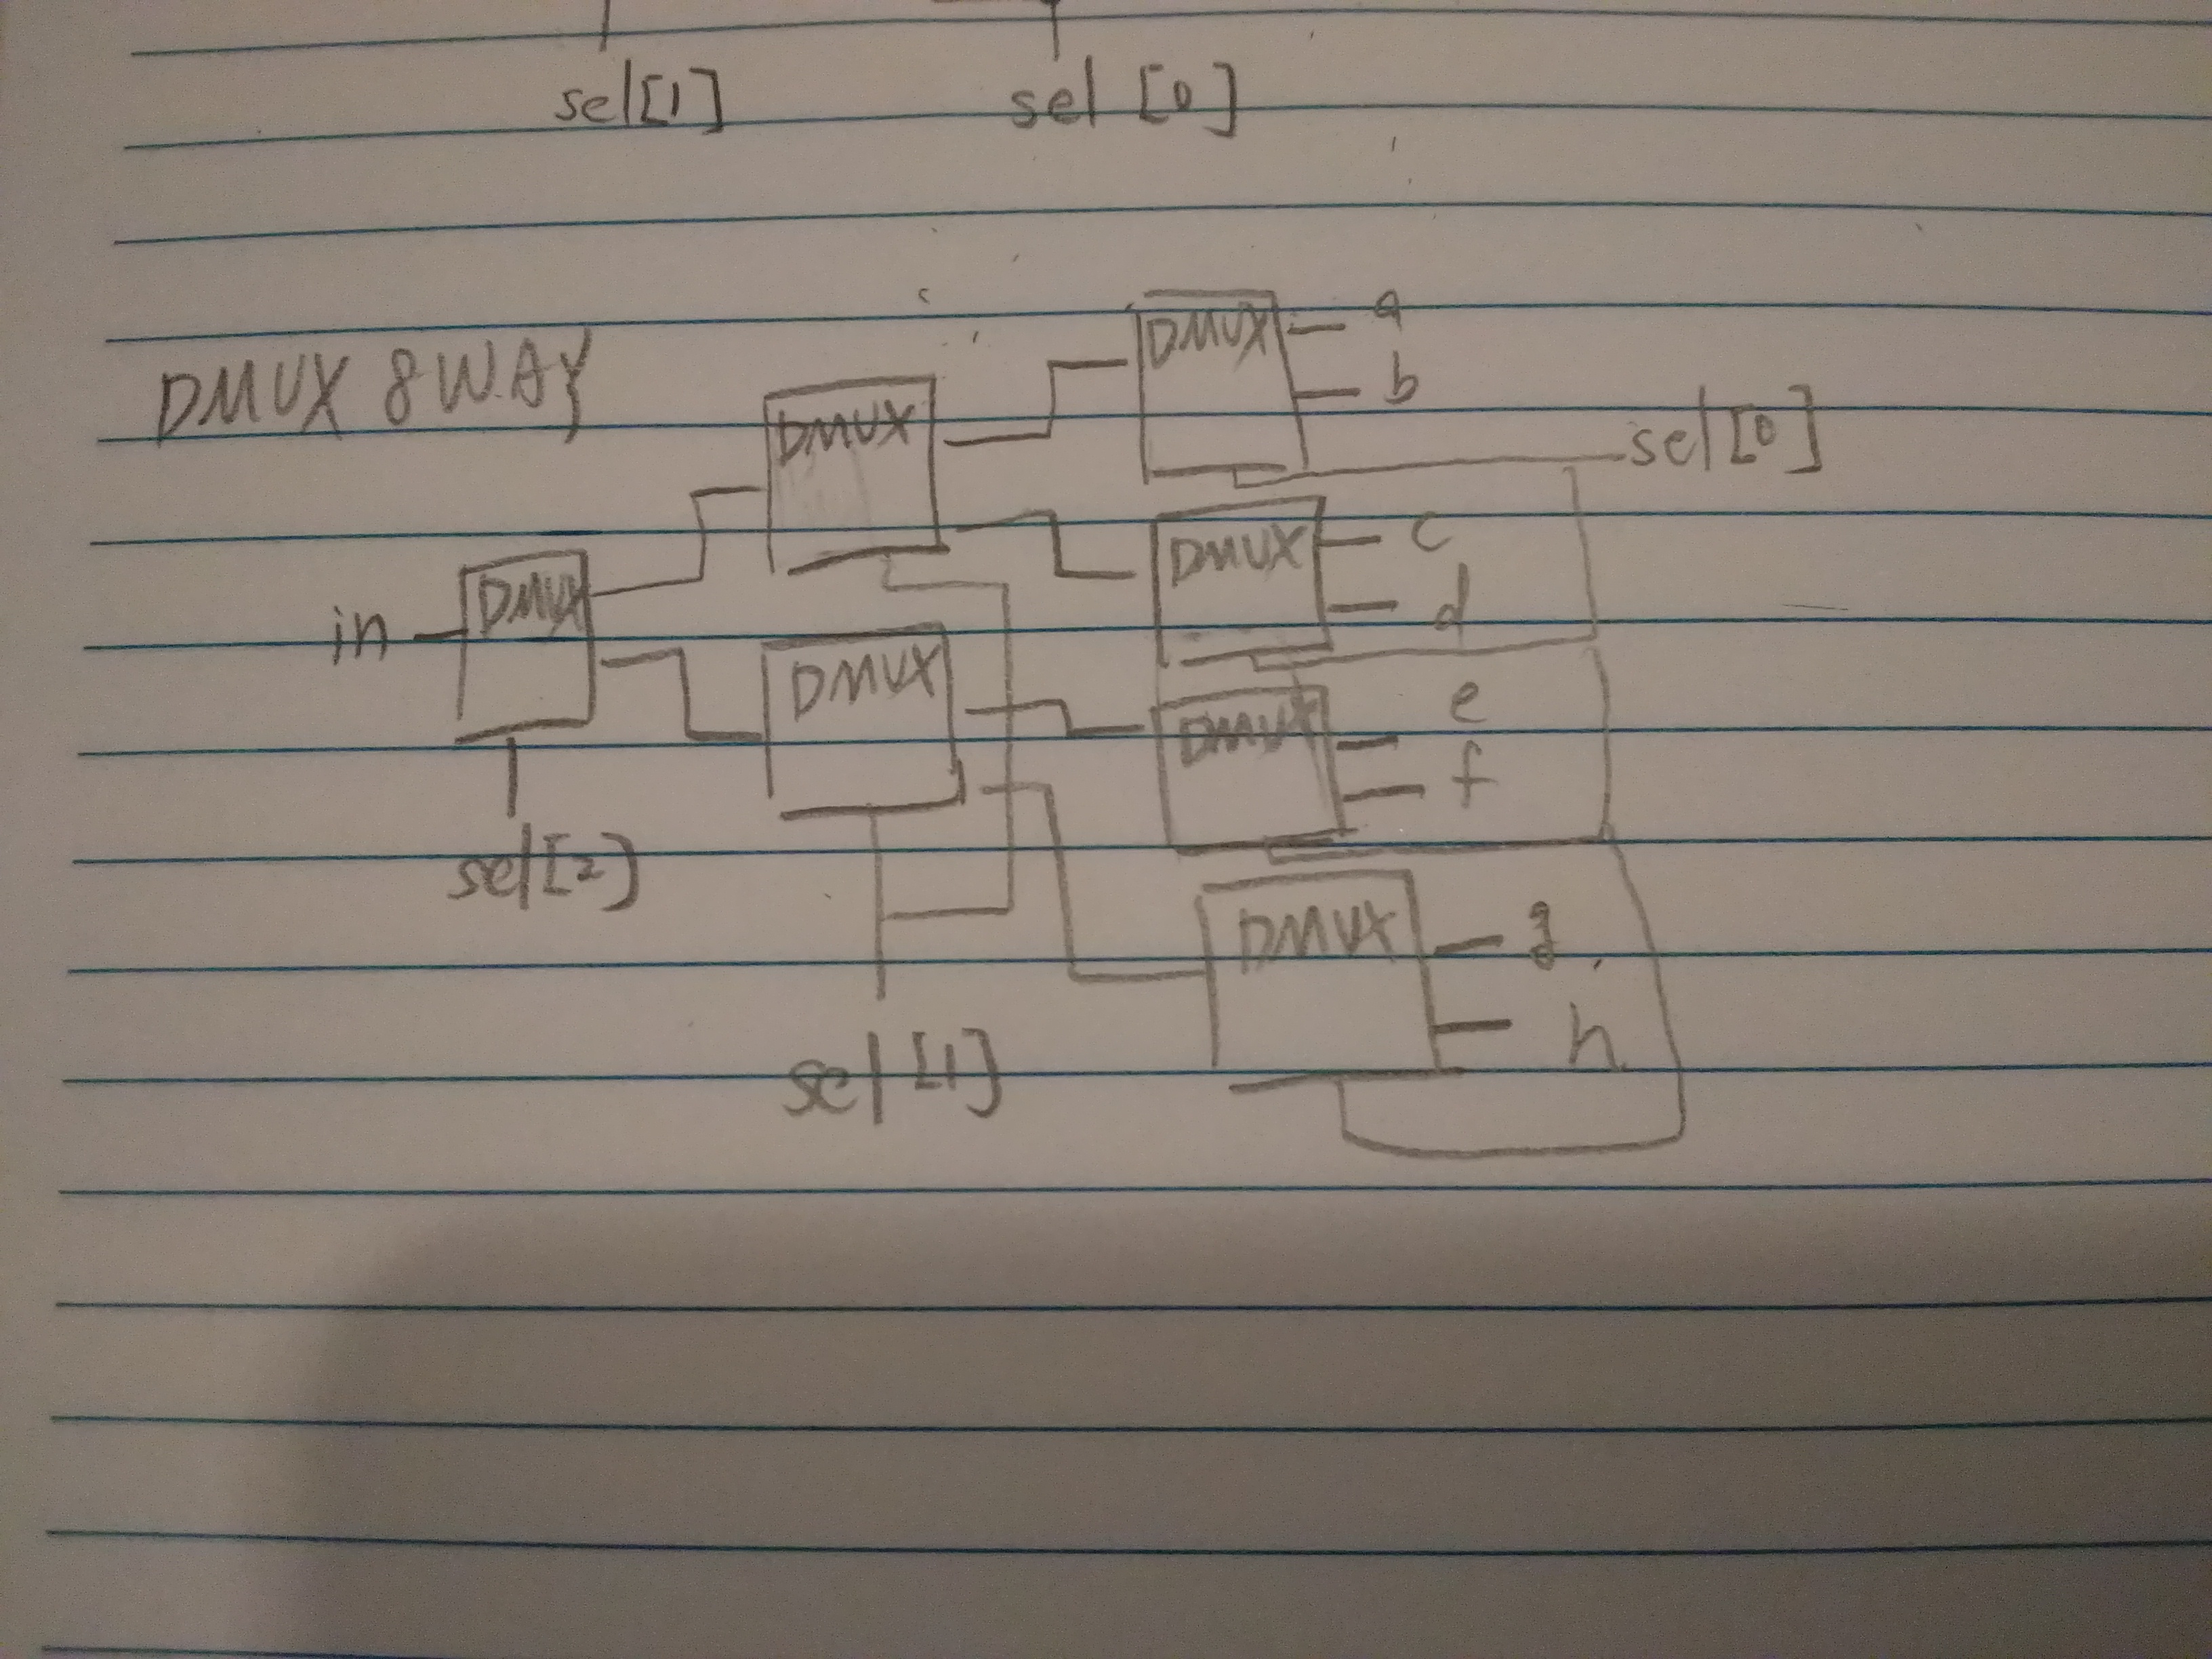 sel[1] sel [0]
DMUX 8WAY
DMUX a
b
DMUX
sel[0]
DMUX c
d
in DMUX
DMUX
DMUX e
f
sel[2]
DMUX g
h
sel[1]